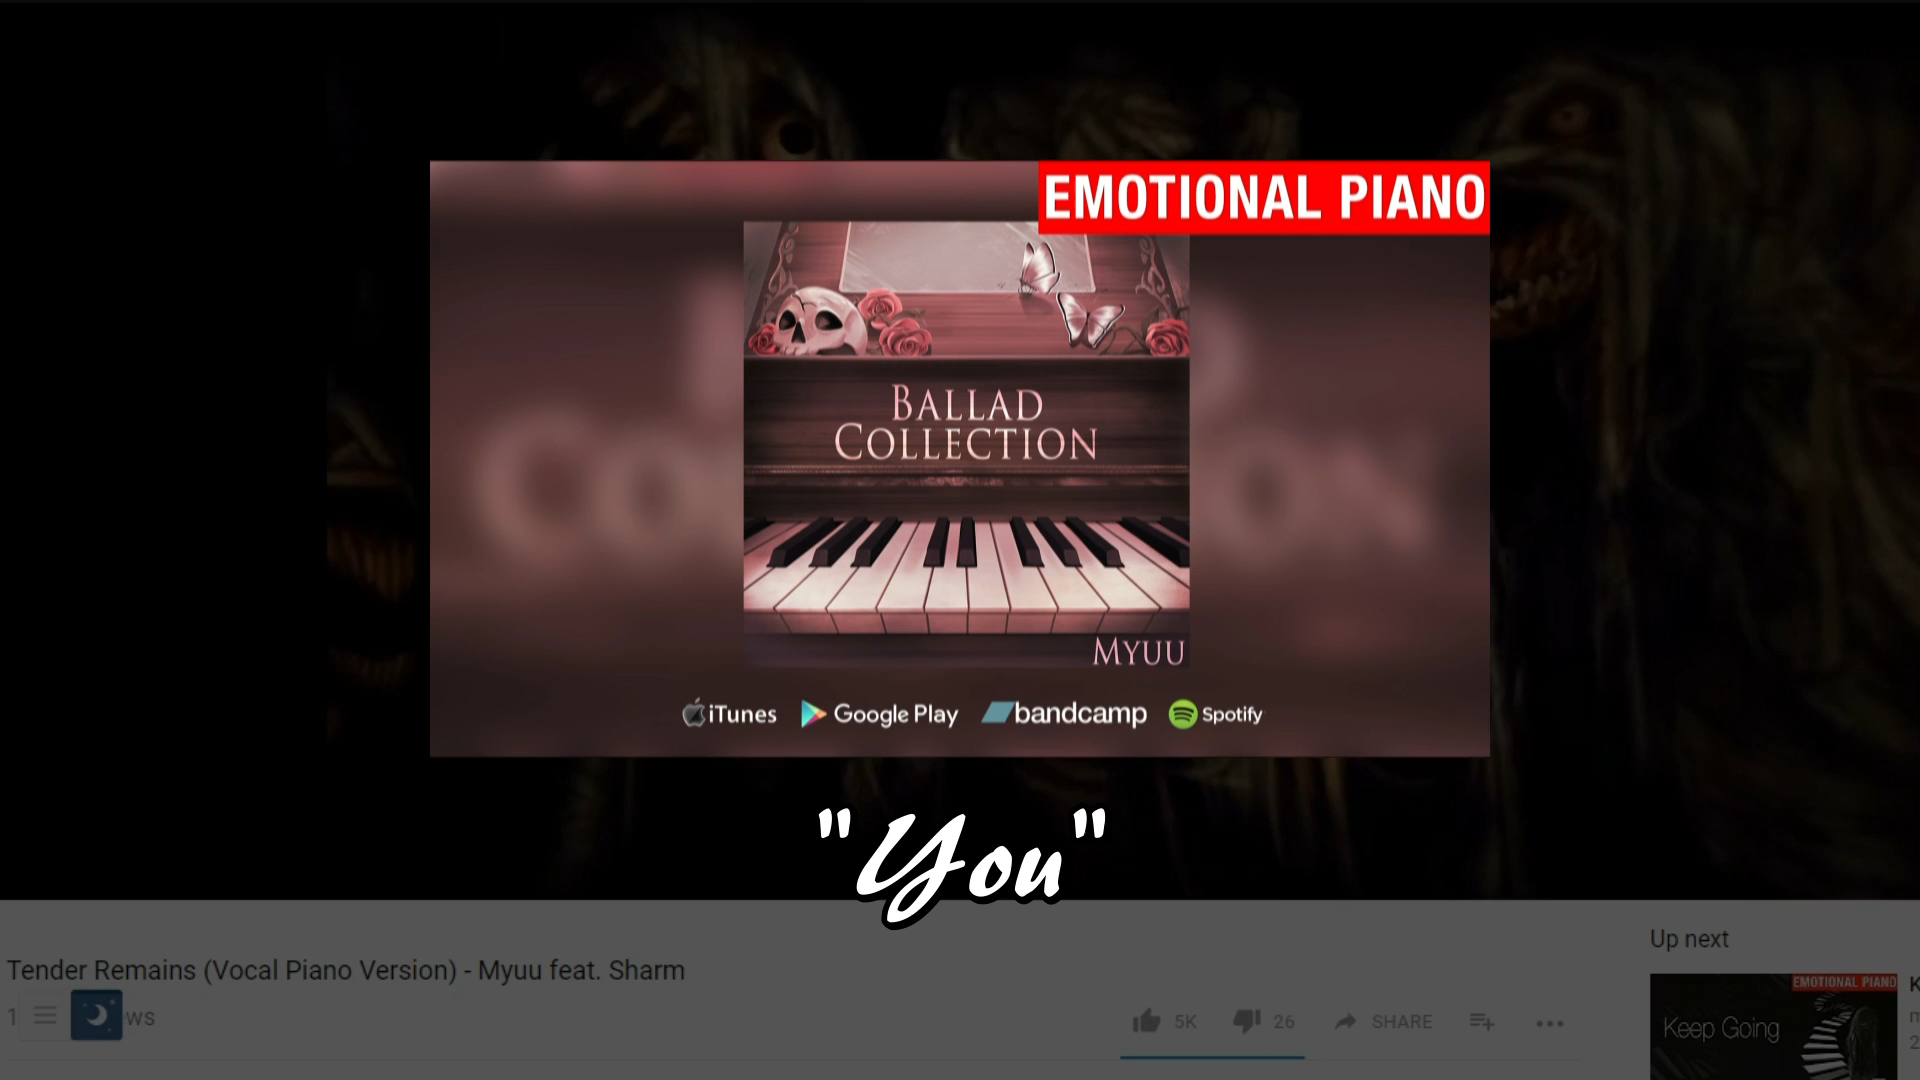 EMOTIONAL PIANO
BALLAD
COLLECTION
MYUU
iTunes
Google Play
bandcamp
Spotify
"You"
Up next
Tender Remains (Vocal Piano Version) - Myuu feat. Sharm
5K
26
SHARE
EMOTIONAL PIANO
Keep Going